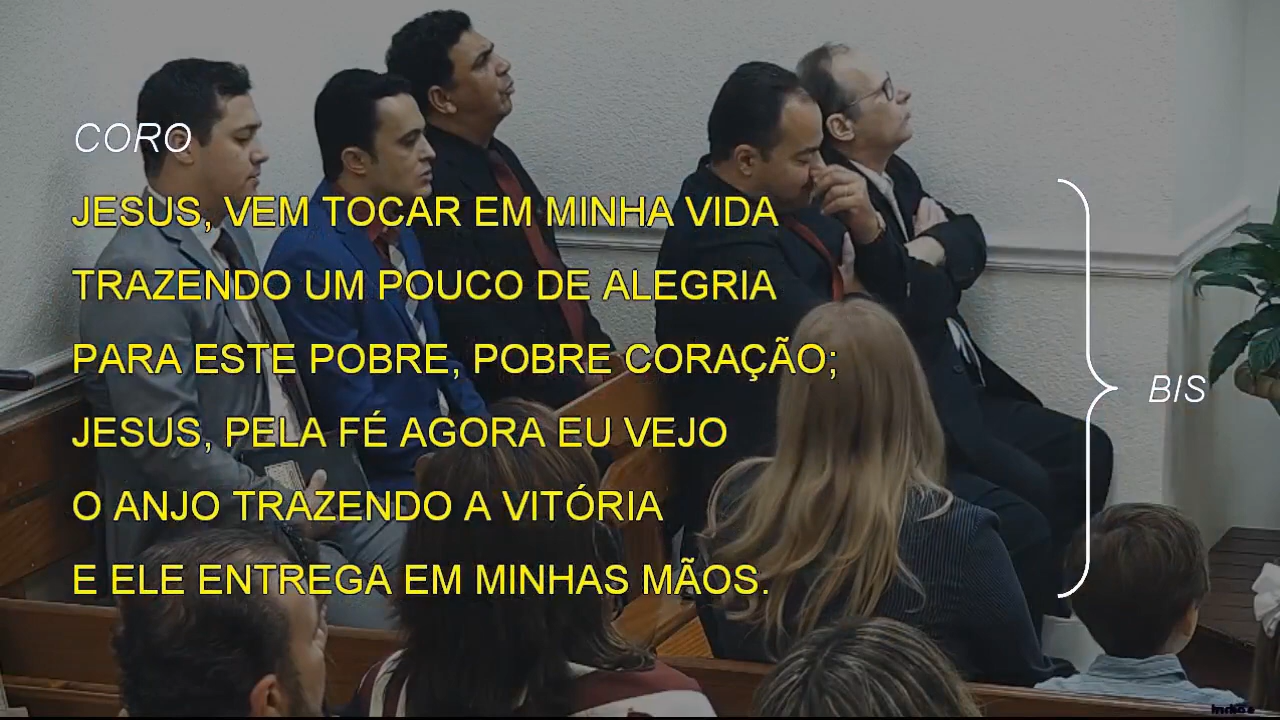 CORO
JESUS, VEM TOCAR EM MINHA VIDA
TRAZENDO UM POUCO DE ALEGRIA
PARA ESTE POBRE, POBRE CORAÇÃO;
JESUS, PELA FÉ AGORA EU VEJO
O ANJO TRAZENDO A VITÓRIA
E ELE ENTREGA EM MINHAS MÃOS.
BIS